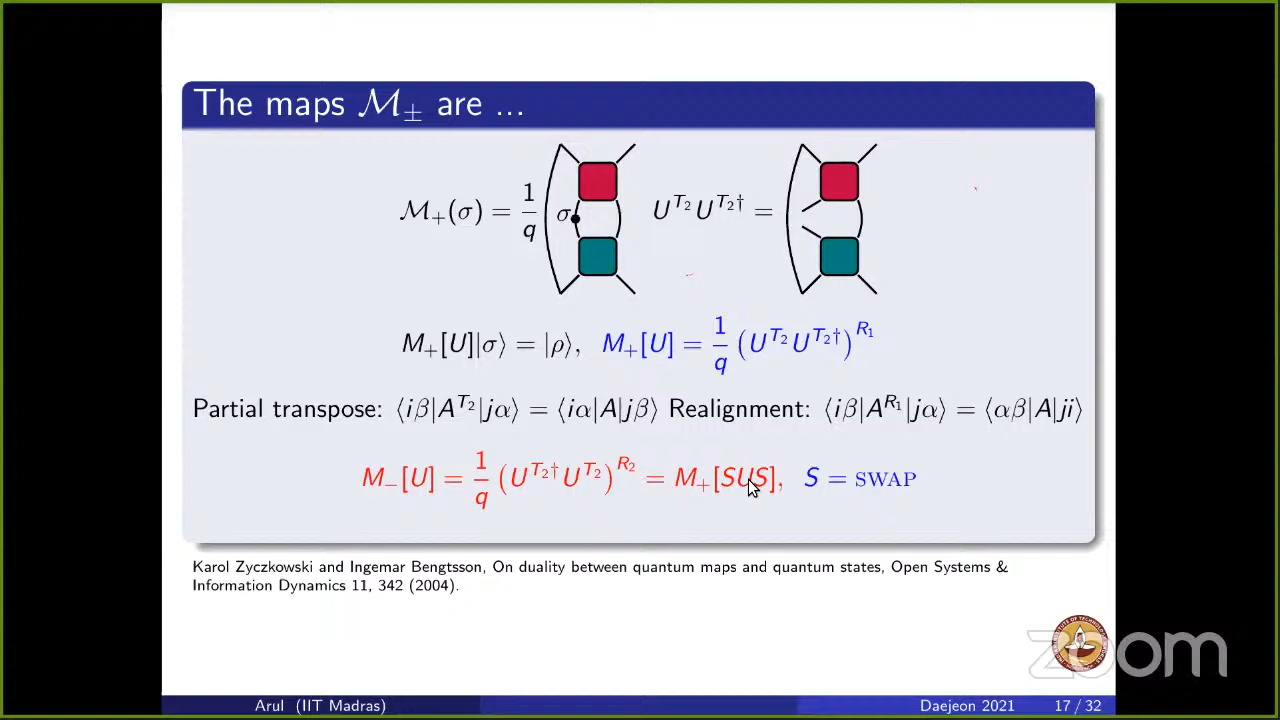 The maps ℳ± are ...
ℳ₊(σ) = 1/q σ U^{T₂} U^{T₂†} =
M₊[U]|σ⟩ = |ρ⟩, M₊[U] = 1/q (U^{T₂} U^{T₂†})^{R₁}
Partial transpose: ⟨iβ|A^{T₂}|jα⟩ = ⟨iα|A|jβ⟩ Realignment: ⟨iβ|A^{R₁}|jα⟩ = ⟨αβ|A|ji⟩
M₋[U] = 1/q (U^{T₂†} U^{T₂})^{R₂} = M₊[SUS], S = SWAP
Karol Zyczkowski and Ingemar Bengtsson, On duality between quantum maps and quantum states, Open Systems &
Information Dynamics 11, 342 (2004).
zoom
Arul (IIT Madras) Daejeon 2021 17 / 32